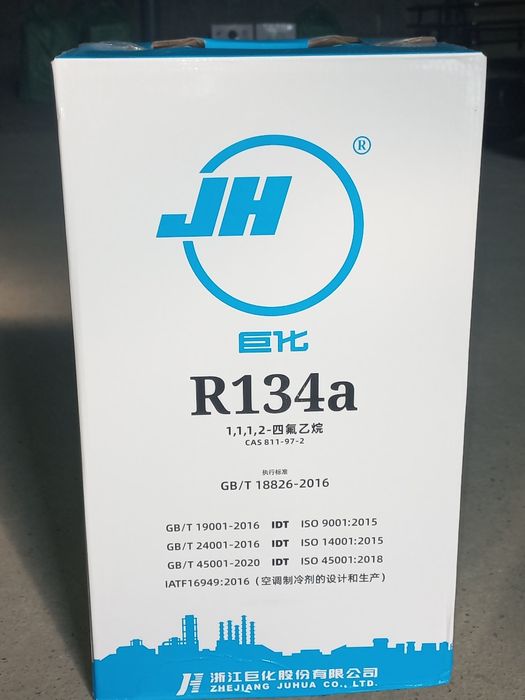 JH ®
巨化
R134a
1,1,1,2-四氟乙烷
CAS 811-97-2
执行标准
GB/T 18826-2016
GB/T 19001-2016 IDT ISO 9001:2015
GB/T 24001-2016 IDT ISO 14001:2015
GB/T 45001-2020 IDT ISO 45001:2018
IATF16949:2016（空调制冷剂的设计和生产）
浙江巨化股份有限公司
ZHEJIANG JUHUA CO., LTD.